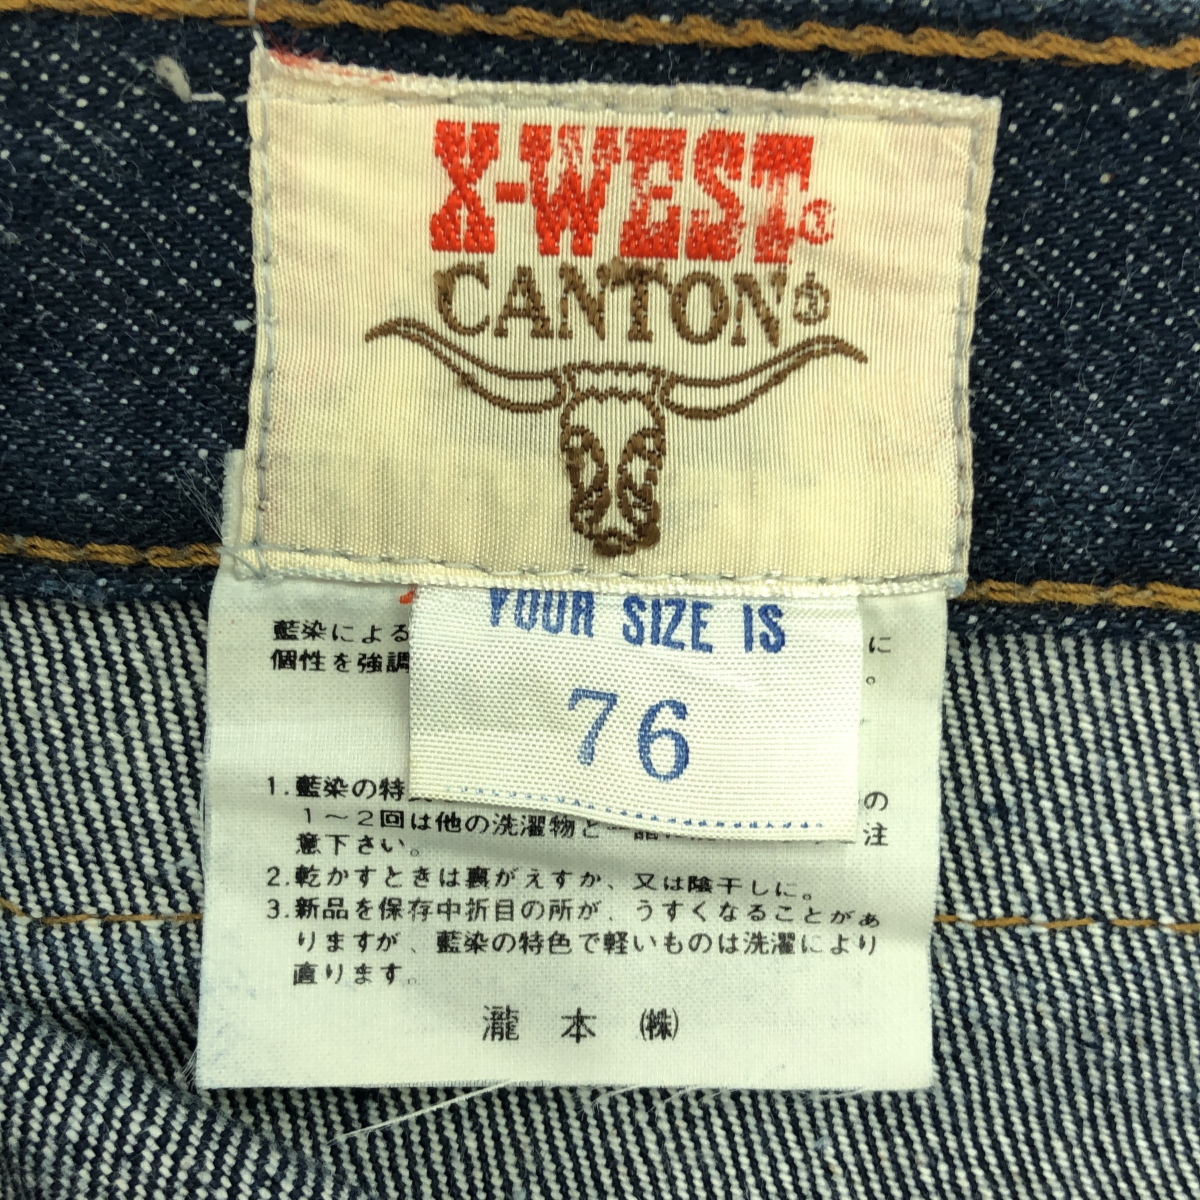 X-WEST®
CANTON®
YOUR SIZE IS
76
藍染による に
個性を強調 。
1.藍染の特 の
1～2回は他の洗濯物と一 注
意下さい。
2.乾かすときは裏がえすか、又は陰干しに。
3.新品を保存中折目の所が、うすくなることがあ
りますが、藍染の特色で軽いものは洗濯により
直ります。
瀧本㈱